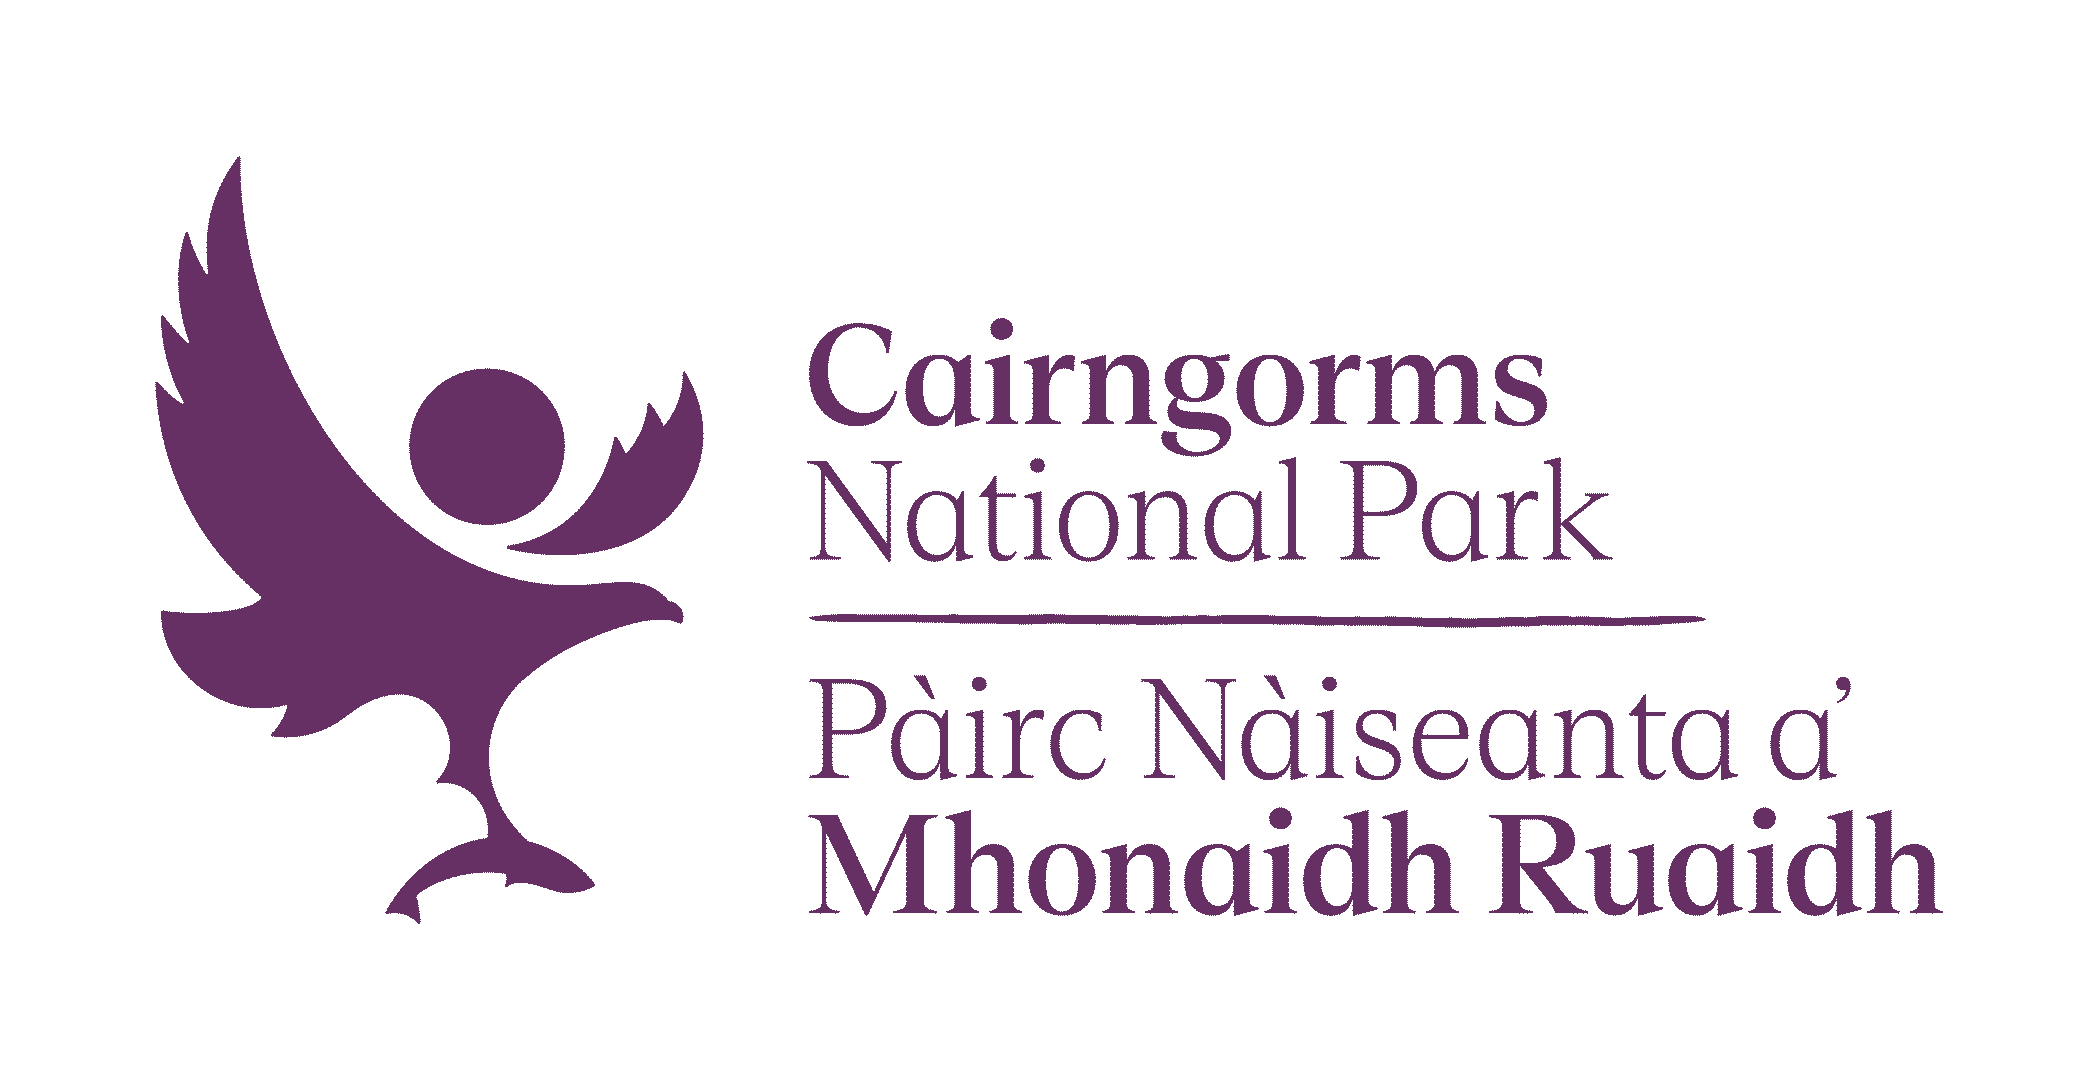 Cairngorms
National Park
Pàirc Nàiseanta a’
Mhonaidh Ruaidh